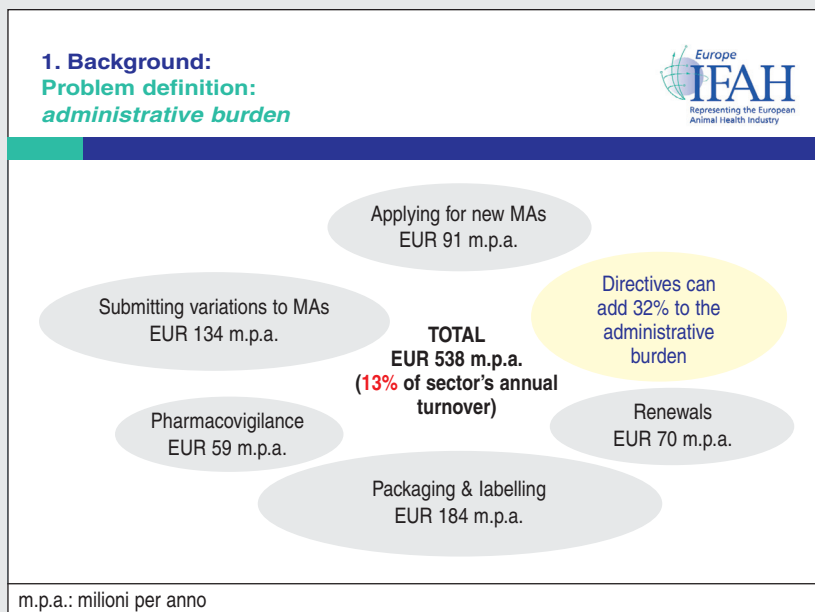 1. Background:
Problem definition:
administrative burden
Europe
IFAH
Representing the European
Animal Health Industry
Applying for new MAs
EUR 91 m.p.a.
Directives can
add 32% to the
administrative
burden
Submitting variations to MAs
EUR 134 m.p.a.
TOTAL
EUR 538 m.p.a.
(13% of sector's annual
turnover)
Pharmacovigilance
EUR 59 m.p.a.
Renewals
EUR 70 m.p.a.
Packaging & labelling
EUR 184 m.p.a.
m.p.a.: milioni per anno